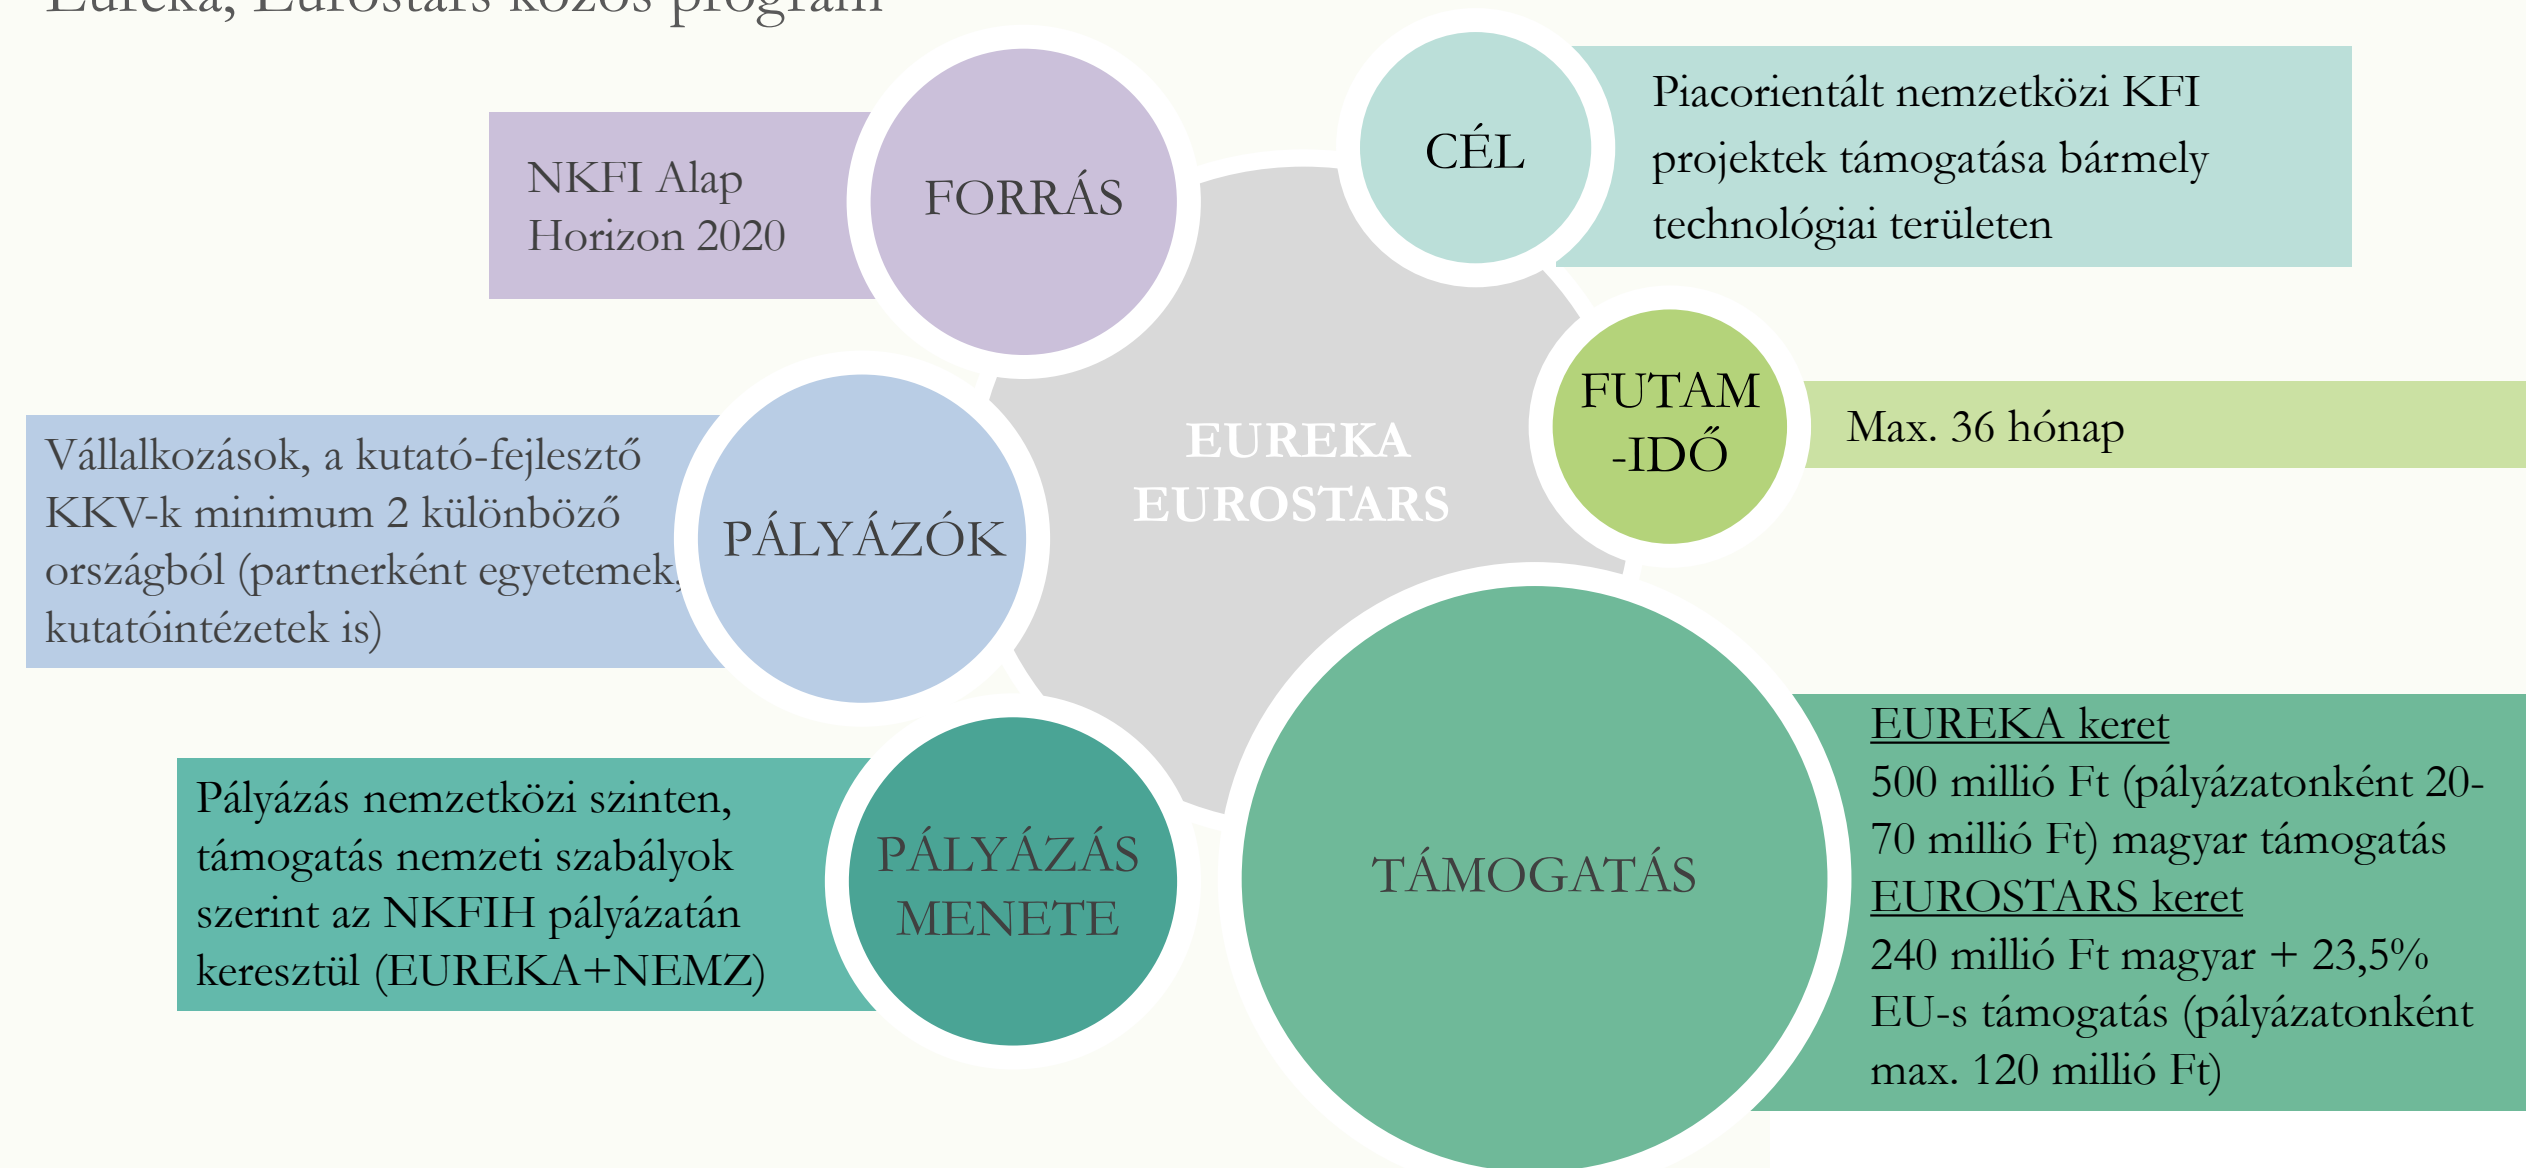 Eureka, Eurostars közös program
NKFI Alap
Horizon 2020
FORRÁS
CÉL
Piacorientált nemzetközi KFI
projektek támogatása bármely
technológiai területen
FUTAM
-IDŐ
Max. 36 hónap
EUREKA
EUROSTARS
Vállalkozások, a kutató-fejlesztő
KKV-k minimum 2 különböző
országból (partnerként egyetemek,
kutatóintézetek is)
PÁLYÁZÓK
Pályázás nemzetközi szinten,
támogatás nemzeti szabályok
szerint az NKFIH pályázatán
keresztül (EUREKA+NEMZ)
PÁLYÁZÁS
MENETE
TÁMOGATÁS
EUREKA keret
500 millió Ft (pályázatonként 20-
70 millió Ft) magyar támogatás
EUROSTARS keret
240 millió Ft magyar + 23,5%
EU-s támogatás (pályázatonként
max. 120 millió Ft)